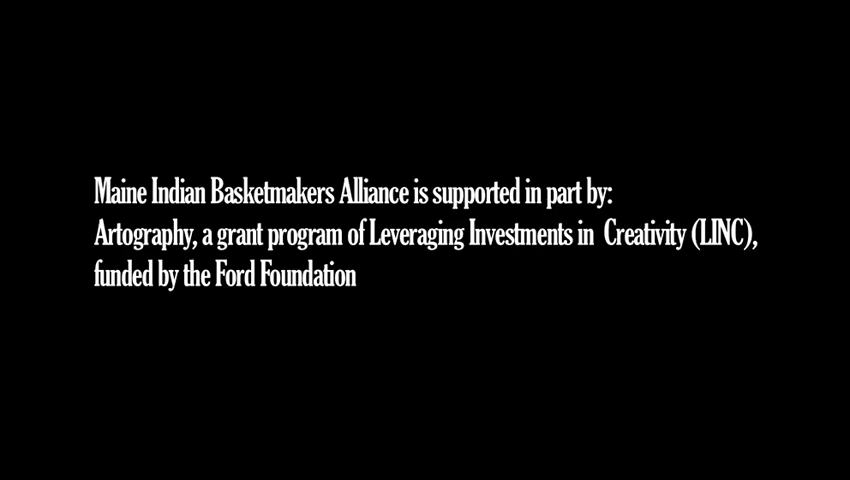 Maine Indian Basketmakers Alliance is supported in part by:
Artography, a grant program of Leveraging Investments in Creativity (LINC),
funded by the Ford Foundation